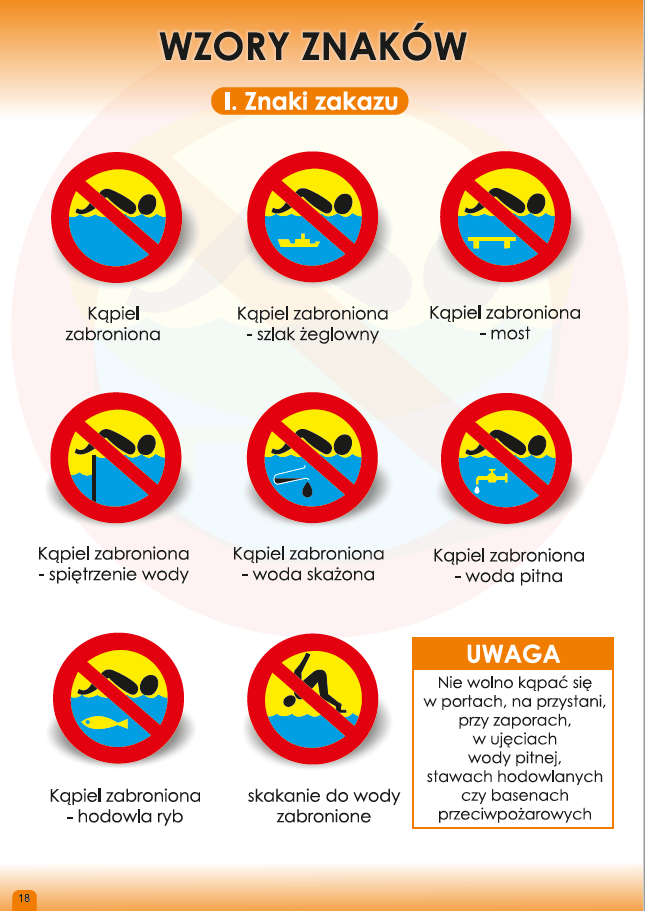 WZORY ZNAKÓW
I. Znaki zakazu
Kąpiel
zabroniona
Kąpiel zabroniona
- szlak żeglowny
Kąpiel zabroniona
- most
Kąpiel zabroniona
- spiętrzenie wody
Kąpiel zabroniona
- woda skażona
Kąpiel zabroniona
- woda pitna
Kąpiel zabroniona
- hodowla ryb
skakanie do wody
zabronione
UWAGA
Nie wolno kąpać się
w portach, na przystani,
przy zaporach,
w ujęciach
wody pitnej,
stawach hodowlanych
czy basenach
przeciwpożarowych
18